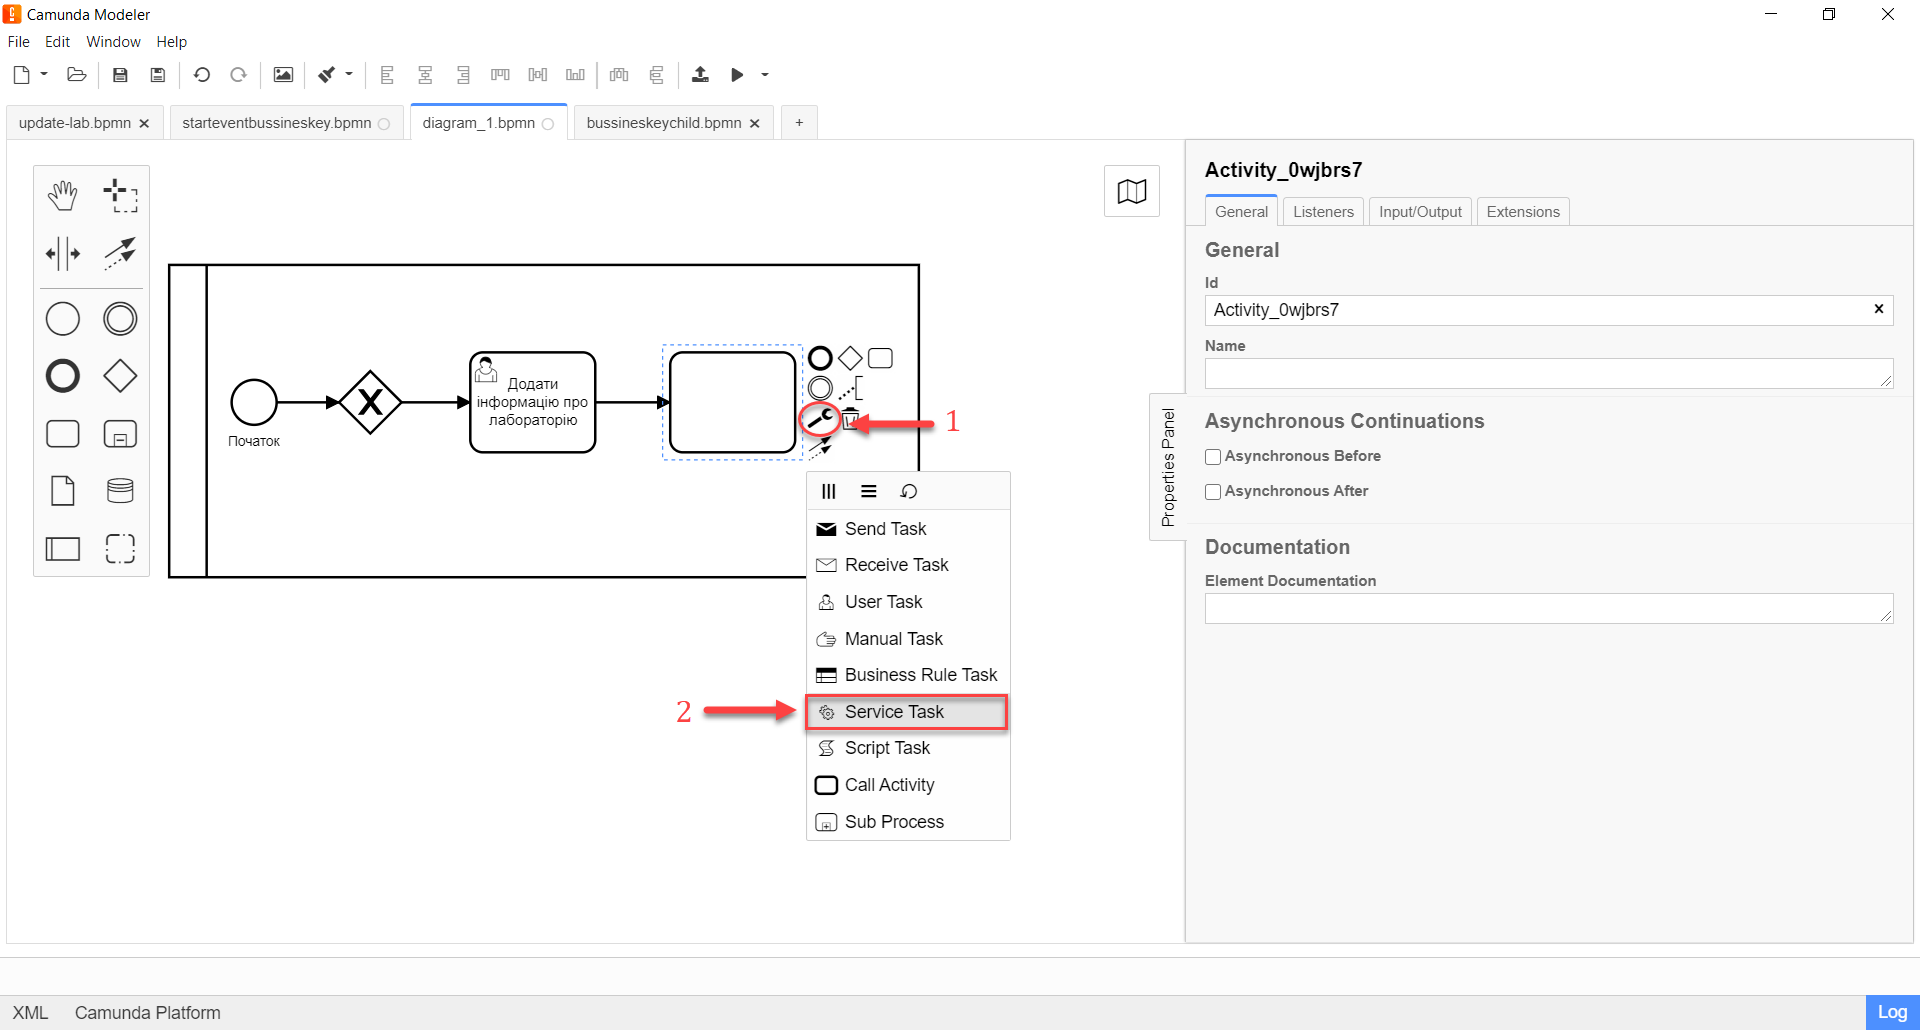 Camunda Modeler
File Edit Window Help
update-lab.bpmn starteventbussineskey.bpmn diagram_1.bpmn bussineskeychild.bpmn +
Activity_0wjbrs7
General Listeners Input/Output Extensions
General
Id
Activity_0wjbrs7
Name
Asynchronous Continuations
Asynchronous Before
Asynchronous After
Documentation
Element Documentation
Properties Panel
Початок
X
Додати
інформацію про
лабораторію
1
Send Task
Receive Task
User Task
Manual Task
Business Rule Task
2
Service Task
Script Task
Call Activity
Sub Process
XML Camunda Platform
Log